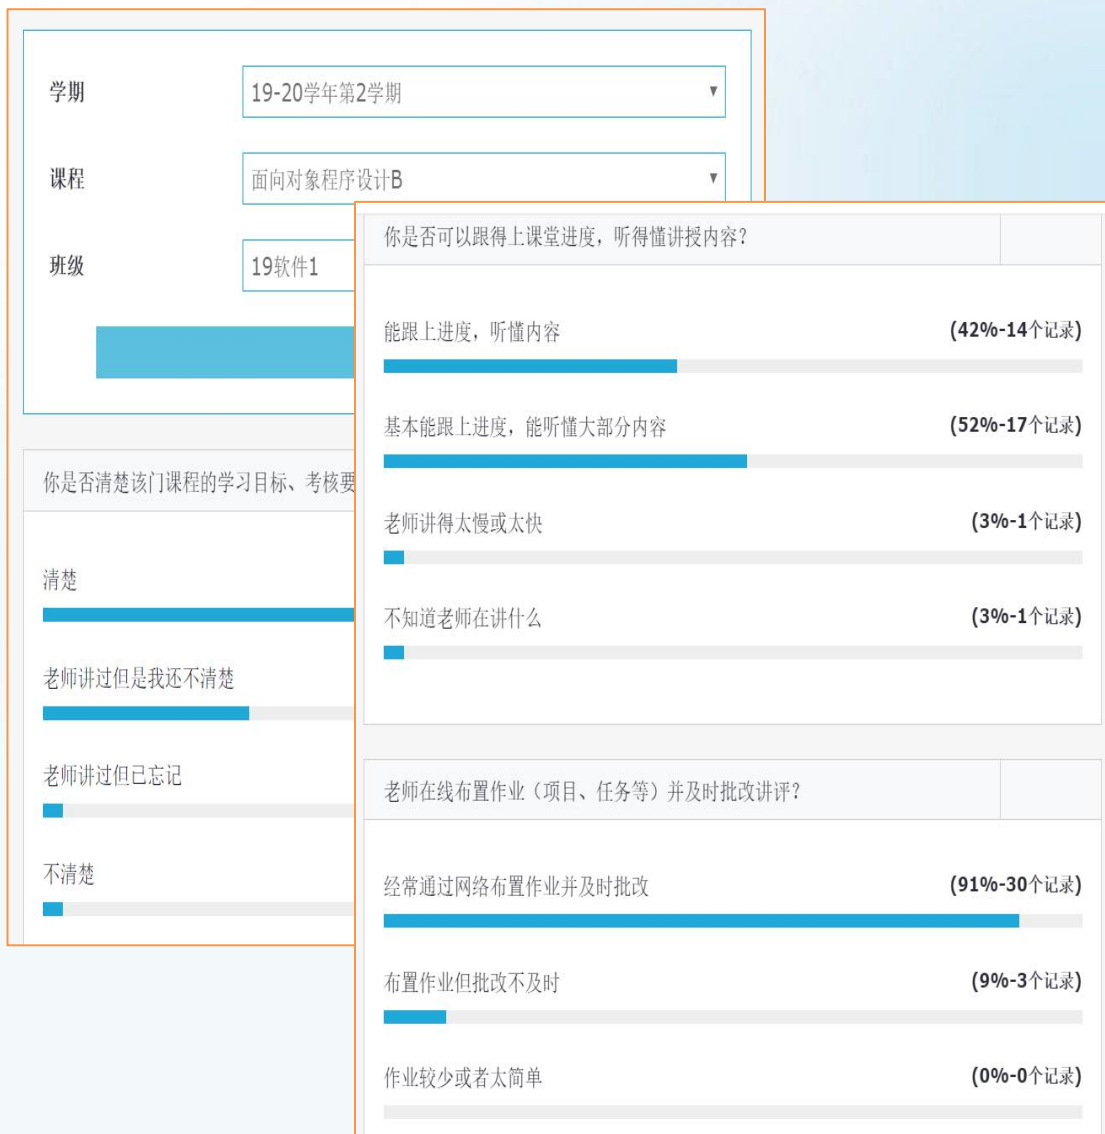 学期
19-20学年第2学期
课程
面向对象程序设计B
班级
19软件1
你是否清楚该门课程的学习目标、考核要
清楚
老师讲过但是我还不清楚
老师讲过但已忘记
不清楚
你是否可以跟得上课堂进度，听得懂讲授内容？
能跟上进度，听懂内容 (42%-14个记录)
基本能跟上进度，能听懂大部分内容 (52%-17个记录)
老师讲得太慢或太快 (3%-1个记录)
不知道老师在讲什么 (3%-1个记录)
老师在线布置作业（项目、任务等）并及时批改讲评？
经常通过网络布置作业并及时批改 (91%-30个记录)
布置作业但批改不及时 (9%-3个记录)
作业较少或者太简单 (0%-0个记录)